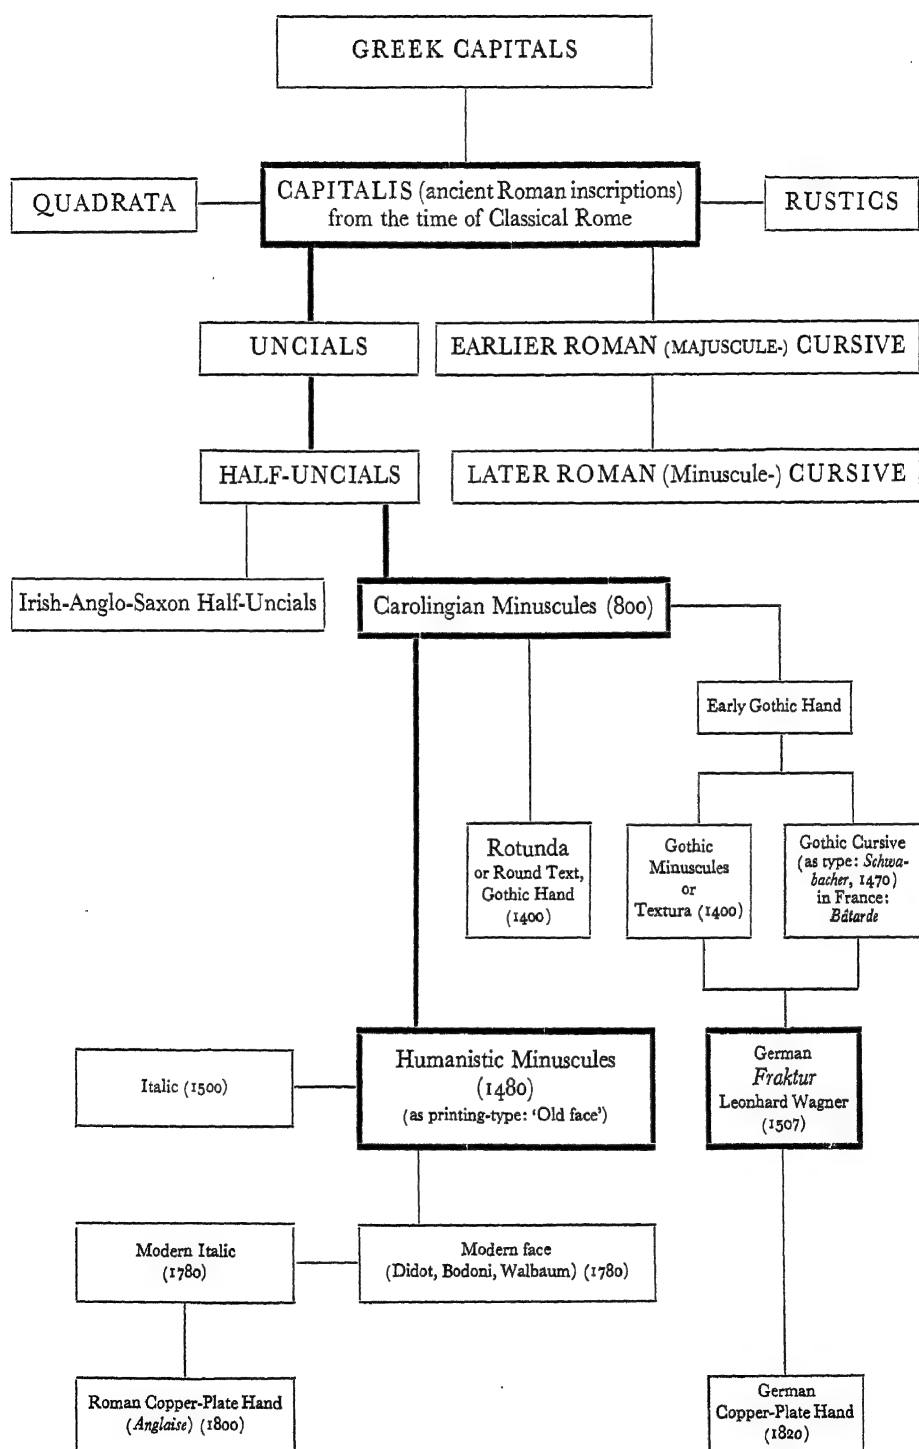 GREEK CAPITALS
QUADRATA
CAPITALIS (ancient Roman inscriptions)
from the time of Classical Rome
RUSTICS
UNCIALS
EARLIER ROMAN (MAJUSCULE-) CURSIVE
HALF-UNCIALS
LATER ROMAN (Minuscule-) CURSIVE
Irish-Anglo-Saxon Half-Uncials
Carolingian Minuscules (800)
Early Gothic Hand
Rotunda
or Round Text,
Gothic Hand
(1400)
Gothic
Minuscules
or
Textura (1400)
Gothic Cursive
(as type: Schwa-
bacher, 1470)
in France:
Bâtarde
Italic (1500)
Humanistic Minuscules
(1480)
(as printing-type: ‘Old face’)
German
Fraktur
Leonhard Wagner
(1507)
Modern Italic
(1780)
Modern face
(Didot, Bodoni, Walbaum) (1780)
Roman Copper-Plate Hand
(Anglaise) (1800)
German
Copper-Plate Hand
(1820)